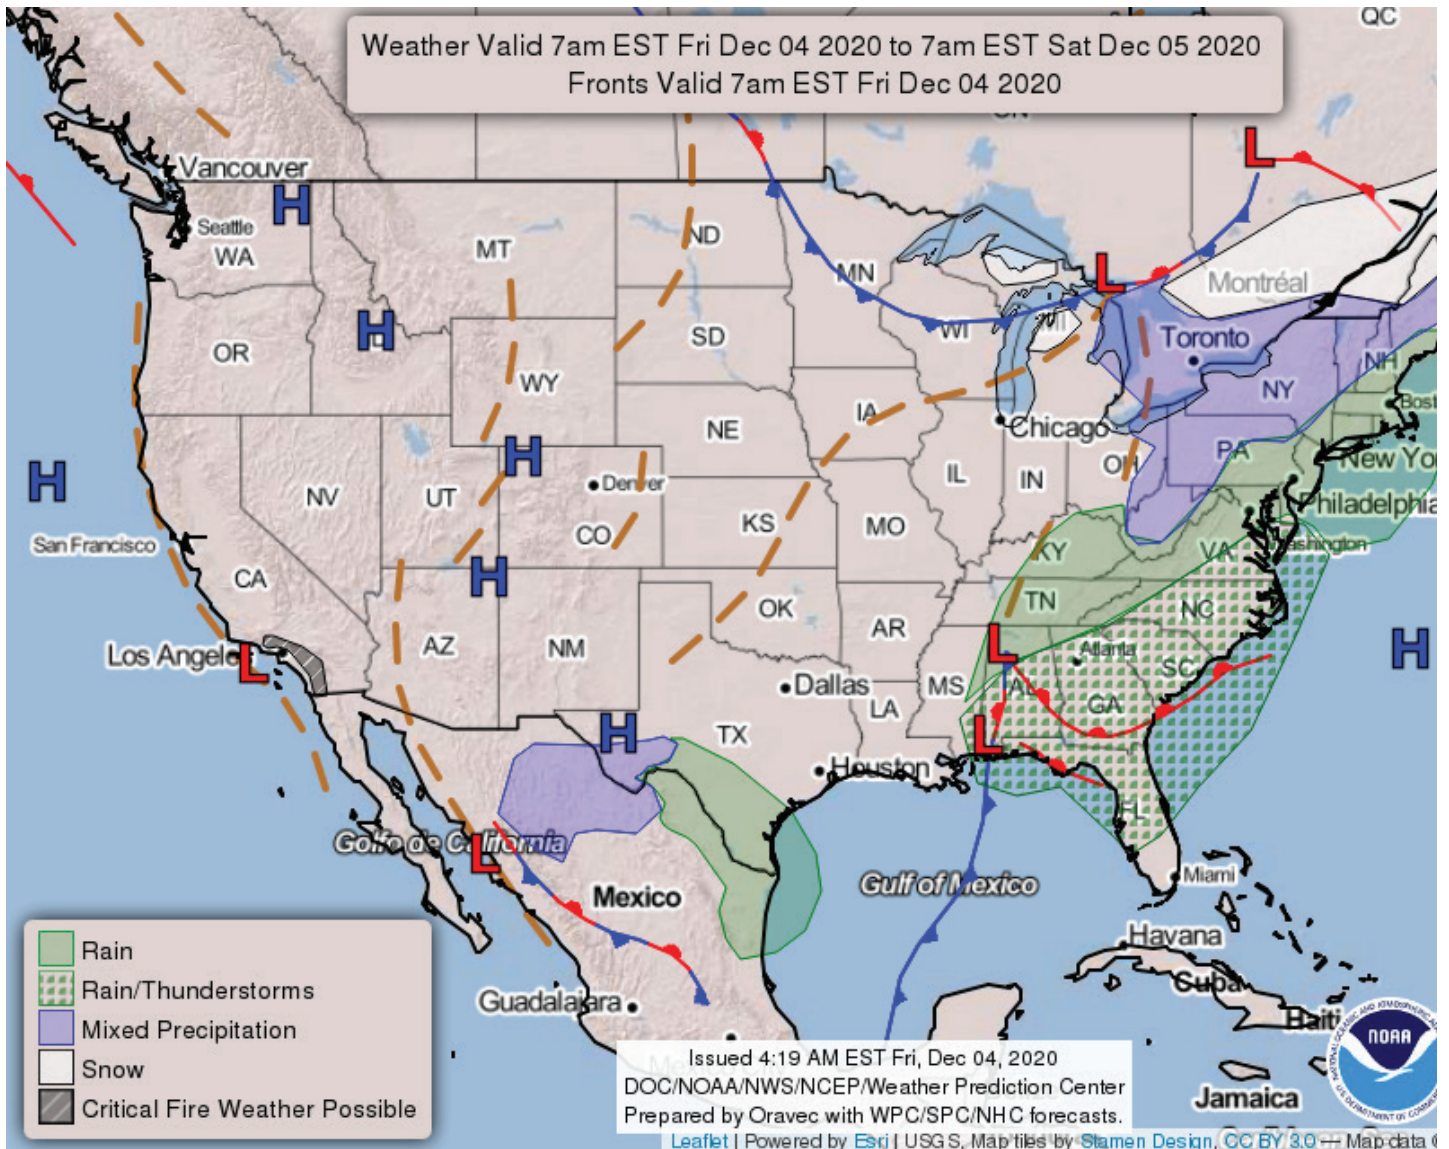 QC
Weather Valid 7am EST Fri Dec 04 2020 to 7am EST Sat Dec 05 2020
Fronts Valid 7am EST Fri Dec 04 2020
Vancouver
L
H
Seattle
WA
MT
ND
MN
L
Montréal
H
OR
WY
SD
WI
MI
Toronto
NH
IA
NY
Bost
NE
Chicago
H
H
NV
UT
Denver
CO
KS
MO
IL
IN
OH
PA
New Yo
Philadelphia
San Francisco
CA
H
KY
VA
ashington
AZ
NM
OK
AR
TN
NC
Los Angele
L
L
Atlanta
SC
H
Dallas
MS
AL
GA
LA
H
TX
L
Houston
FL
Golfo de California
L
Mexico
Gulf of Mexico
Miami
Havana
Cuba
Haiti
Guadalajara
Rain
Rain/Thunderstorms
Mixed Precipitation
Snow
Critical Fire Weather Possible
Issued 4:19 AM EST Fri, Dec 04, 2020
DOC/NOAA/NWS/NCEP/Weather Prediction Center
Prepared by Oravec with WPC/SPC/NHC forecasts.
NOAA
Jamaica
Leaflet | Powered by Esri | USGS, Map tiles by Stamen Design, CC BY 3.0 — Map data ©